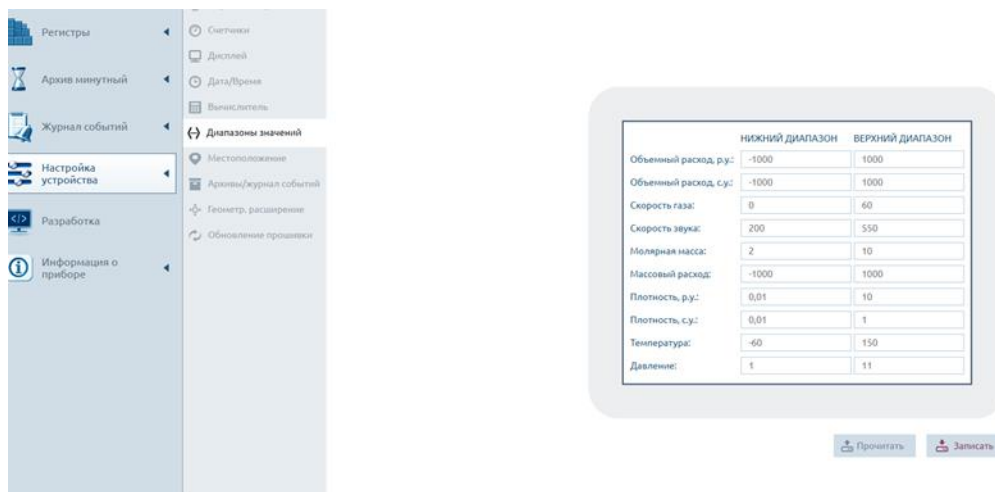 Регистры
Архив минутный
Журнал событий
Настройка
устройства
Разработка
Информация о
приборе
Счетчики
Дисплей
Дата/Время
Вычислитель
Диапазоны значений
Местоположение
Архивы/журнал событий
Геометр. расширение
Обновление прошивки
НИЖНИЙ ДИАПАЗОН ВЕРХНИЙ ДИАПАЗОН
Объемный расход, р.у.: -1000 1000
Объемный расход, с.у.: -1000 1000
Скорость газа: 0 60
Скорость звука: 200 550
Молярная масса: 2 10
Массовый расход: -1000 1000
Плотность, р.у.: 0,01 10
Плотность, с.у.: 0,01 1
Температура: -60 150
Давление: 1 11
Прочитать Записать